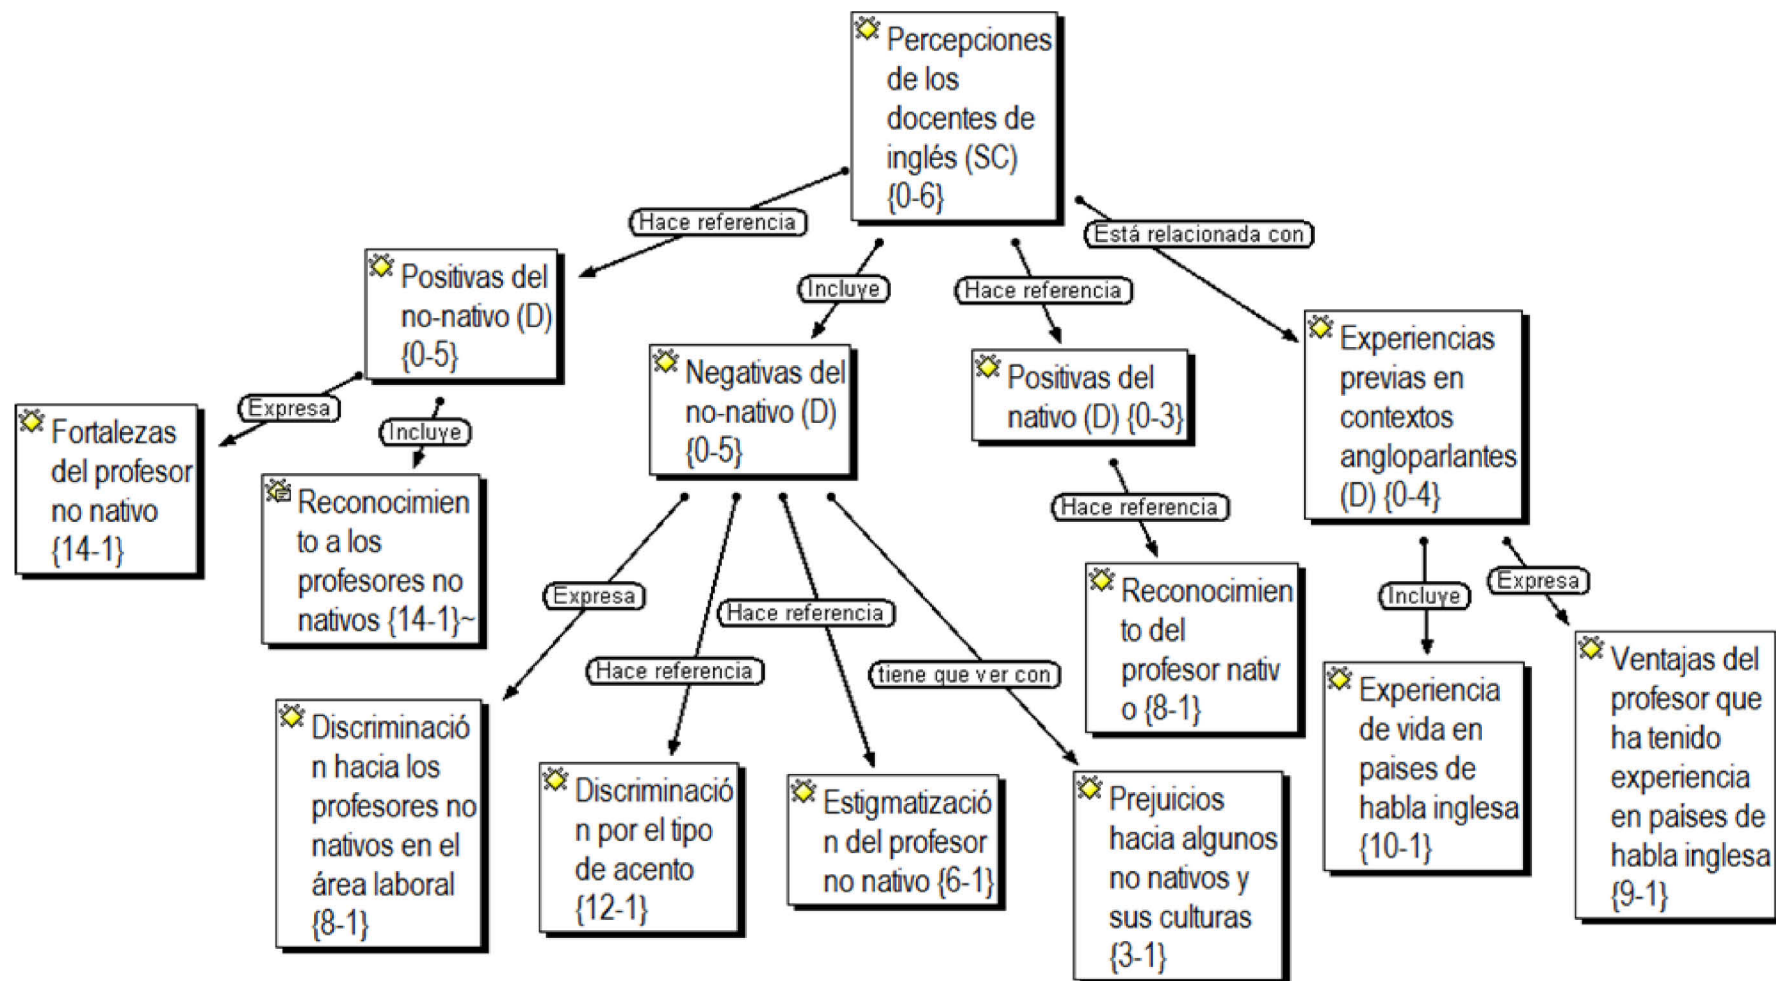 Percepciones
de los
docentes de
inglés (SC)
{0-6}
Hace referencia
Incluye
Hace referencia
Está relacionada con
Positivas del
no-nativo (D)
{0-5}
Negativas del
no-nativo (D)
{0-5}
Positivas del
nativo (D) {0-3}
Experiencias
previas en
contextos
angloparlantes
(D) {0-4}
Expresa
Incluye
Fortalezas
del profesor
no nativo
{14-1}
Reconocimien
to a los
profesores no
nativos {14-1}~
Expresa
Hace referencia
Hace referencia
tiene que ver con
Hace referencia
Incluye
Expresa
Discriminació
n hacia los
profesores no
nativos en el
área laboral
{8-1}
Discriminació
n por el tipo
de acento
{12-1}
Estigmatizació
n del profesor
no nativo {6-1}
Prejuicios
hacia algunos
no nativos y
sus culturas
{3-1}
Reconocimien
to del
profesor nativ
o {8-1}
Experiencia
de vida en
paises de
habla inglesa
{10-1}
Ventajas del
profesor que
ha tenido
experiencia
en paises de
habla inglesa
{9-1}